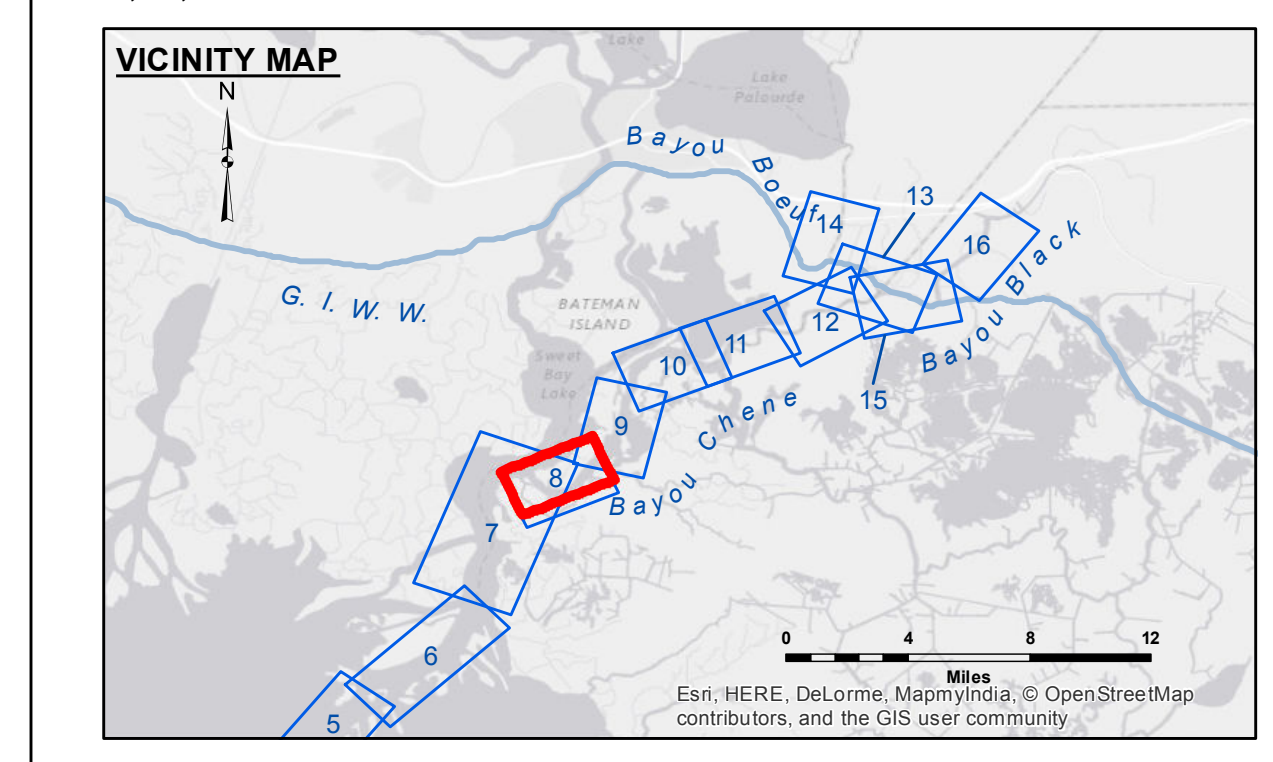 VICINITY MAP
N
Lake
Lake
Palourde
Bayou
Boeuf
G. I. W. W.
BATEMAN
ISLAND
Sweet
Bay
Lake
13
14
16
Bayou Black
12
11
10
15
9
Bayou Chene
8
7
6
5
0 4 8 12
Miles
Esri, HERE, DeLorme, MapmyIndia, © OpenStreetMap
contributors, and the GIS user community